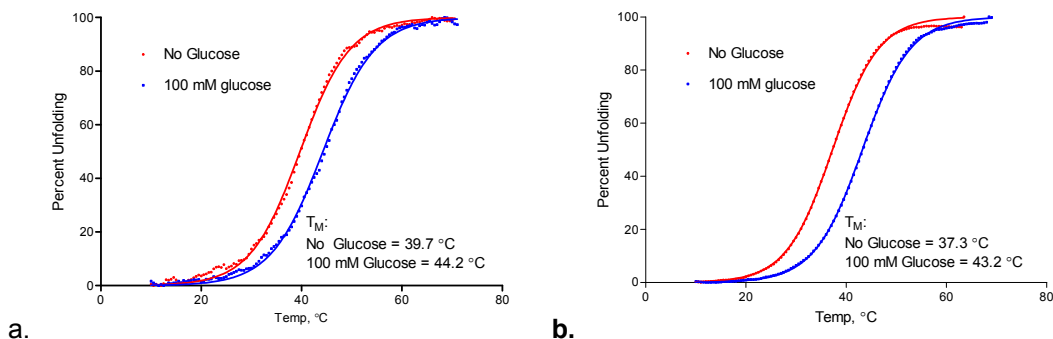 100
80
60
40
20
0
Percent Unfolding
No Glucose
100 mM glucose
T_M:
No Glucose = 39.7 °C
100 mM Glucose = 44.2 °C
0 20 40 60 80
Temp, °C
a.
100
80
60
40
20
0
Percent Unfolding
No Glucose
100 mM glucose
T_M:
No Glucose = 37.3 °C
100 mM Glucose = 43.2 °C
0 20 40 60 80
Temp, °C
b.